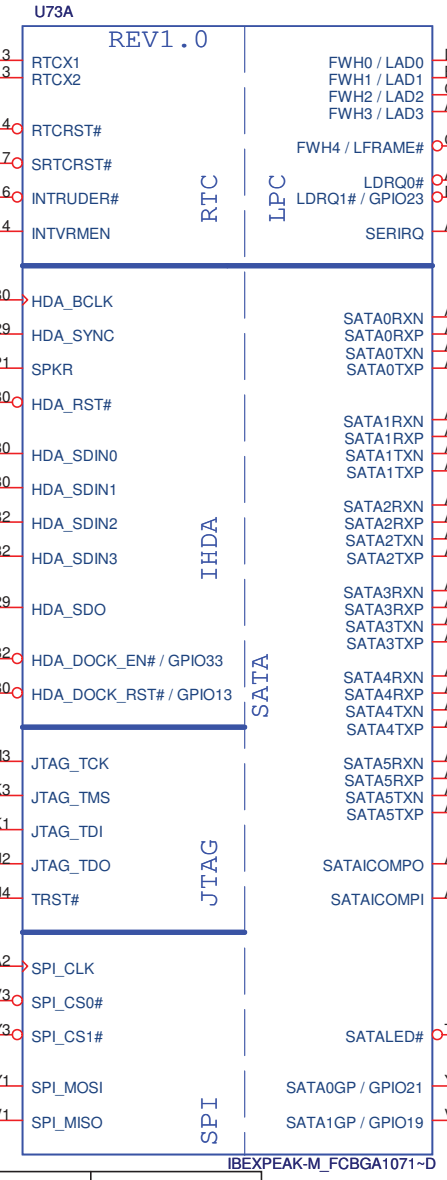 U73A
REV1.0
RTCX1
RTCX2
RTCRST#
SRTCRST#
INTRUDER#
INTVRMEN
RTC
LPC
FWH0 / LAD0
FWH1 / LAD1
FWH2 / LAD2
FWH3 / LAD3
FWH4 / LFRAME#
LDRQ0#
LDRQ1# / GPIO23
SERIRQ
HDA_BCLK
HDA_SYNC
SPKR
HDA_RST#
HDA_SDIN0
HDA_SDIN1
HDA_SDIN2
HDA_SDIN3
HDA_SDO
HDA_DOCK_EN# / GPIO33
HDA_DOCK_RST# / GPIO13
IHDA
JTAG_TCK
JTAG_TMS
JTAG_TDI
JTAG_TDO
TRST#
JTAG
SPI_CLK
SPI_CS0#
SPI_CS1#
SPI_MOSI
SPI_MISO
SPI
SATA
SATA0RXN
SATA0RXP
SATA0TXN
SATA0TXP
SATA1RXN
SATA1RXP
SATA1TXN
SATA1TXP
SATA2RXN
SATA2RXP
SATA2TXN
SATA2TXP
SATA3RXN
SATA3RXP
SATA3TXN
SATA3TXP
SATA4RXN
SATA4RXP
SATA4TXN
SATA4TXP
SATA5RXN
SATA5RXP
SATA5TXN
SATA5TXP
SATAICOMPO
SATAICOMPI
SATALED#
SATA0GP / GPIO21
SATA1GP / GPIO19
IBEXPEAK-M_FCBGA1071~D